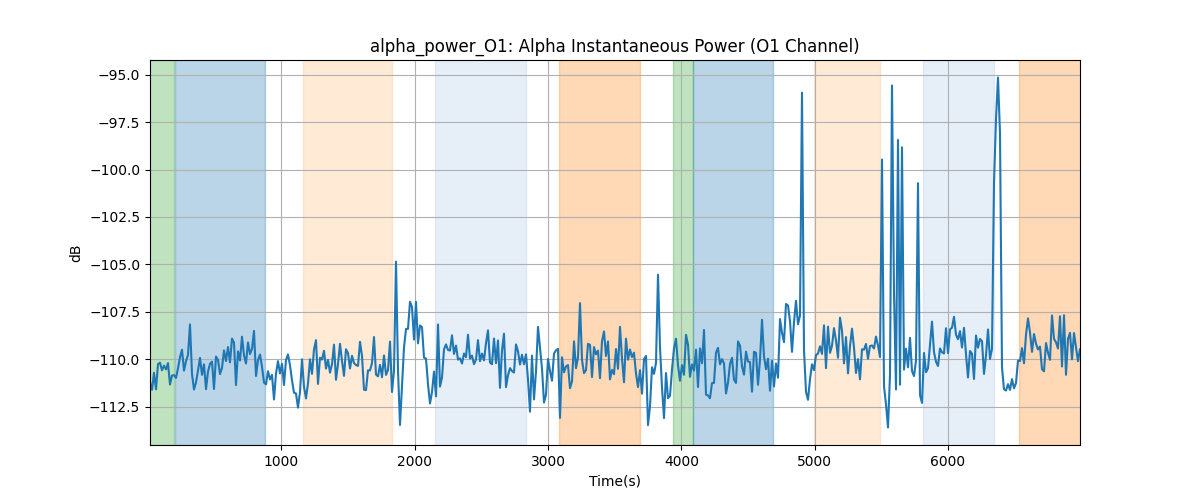 alpha_power_O1: Alpha Instantaneous Power (O1 Channel)
−95.0
−97.5
−100.0
−102.5
−105.0
−107.5
−110.0
−112.5
dB
1000 2000 3000 4000 5000 6000
Time(s)